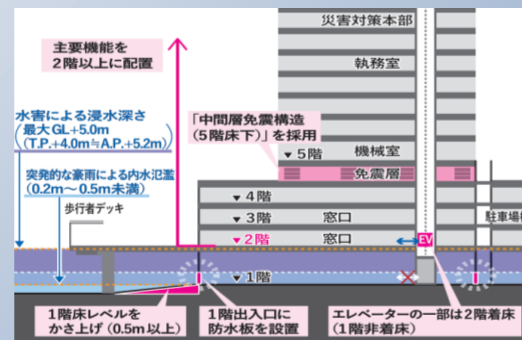 災害対策本部
主要機能を
2階以上に配置
執務室
水害による浸水深さ
(最大GL+5.0m
(T.P.+4.0m≒A.P.+5.2m))
「中間層免震構造
(5階床下)」を採用
▼5階
機械室
免震層
突発的な豪雨による内水氾濫
(0.2m~0.5m未満)
歩行者デッキ
▼4階
▼3階
窓口
駐車場
▼2階
窓口
EV
▼1階
1階床レベルを
かさ上げ(0.5m以上)
1階出入口に
防水板を設置
エレベーターの一部は2階着床
(1階非着床)